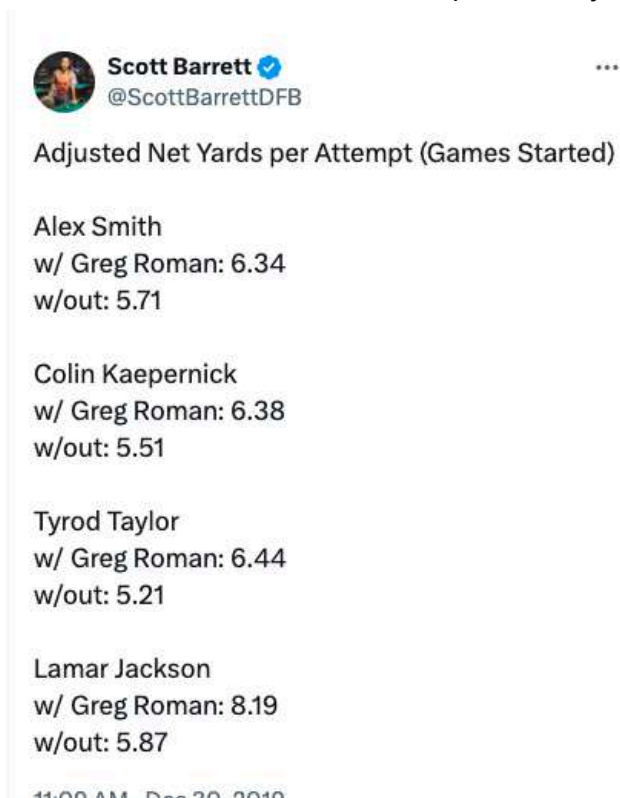 Scott Barrett
@ScottBarrettDFB
Adjusted Net Yards per Attempt (Games Started)
Alex Smith
w/ Greg Roman: 6.34
w/out: 5.71
Colin Kaepernick
w/ Greg Roman: 6.38
w/out: 5.51
Tyrod Taylor
w/ Greg Roman: 6.44
w/out: 5.21
Lamar Jackson
w/ Greg Roman: 8.19
w/out: 5.87